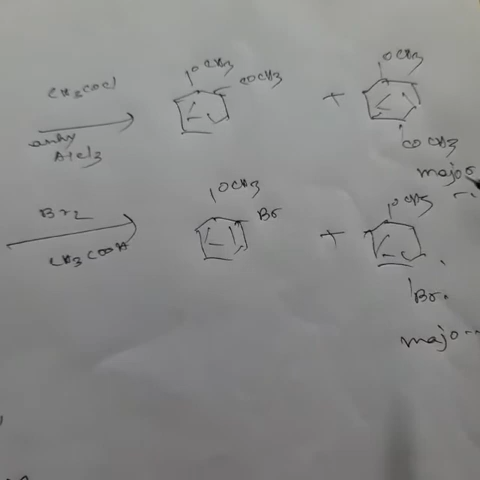 CH3COCl
anhy
AlCl3
OCH3
COCH3
+
OCH3
COCH3
major
Br2
CH3COOH
OCH3
Br
+
OCH3
Br.
major